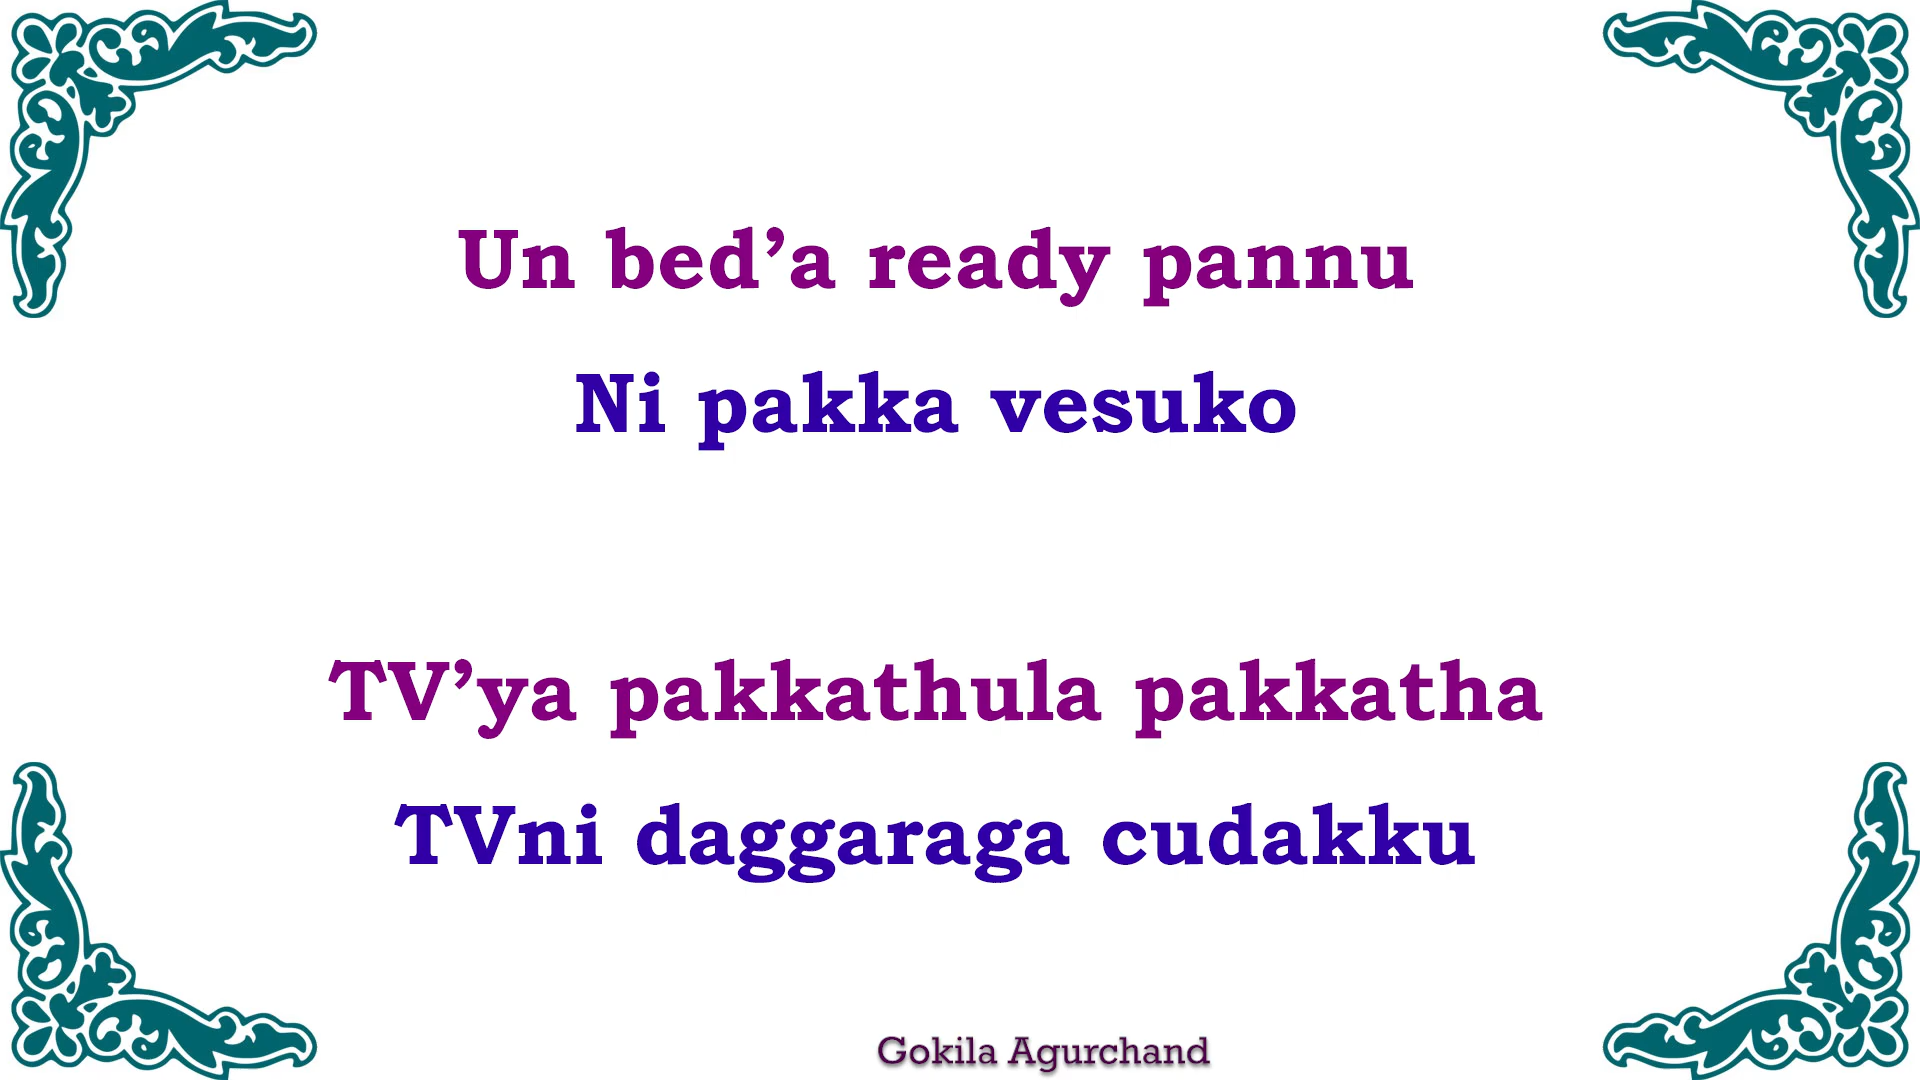 Un bed’a ready pannu
Ni pakka vesuko
TV’ya pakkathula pakkatha
TVni daggaraga cudakku
Gokila Agurchand